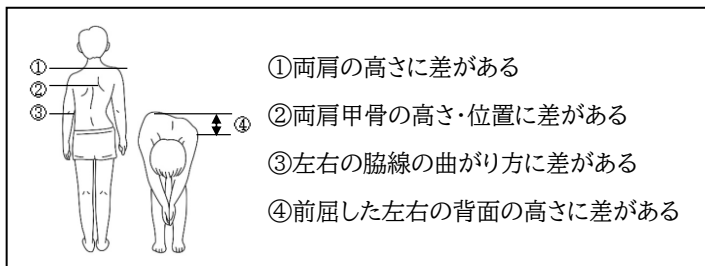 ①
②
③
④
①両肩の高さに差がある
②両肩甲骨の高さ・位置に差がある
③左右の脇線の曲がり方に差がある
④前屈した左右の背面の高さに差がある